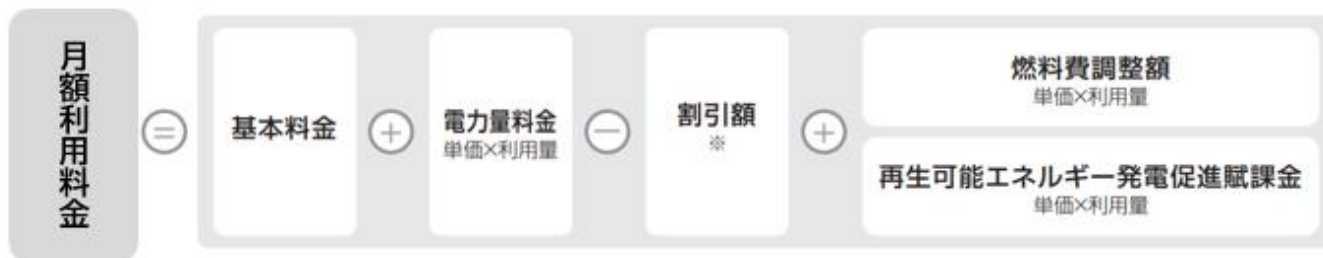 月額利用料金
=
基本料金
+
電力量料金
単価×利用量
−
割引額
※
+
燃料費調整額
単価×利用量
再生可能エネルギー発電促進賦課金
単価×利用量